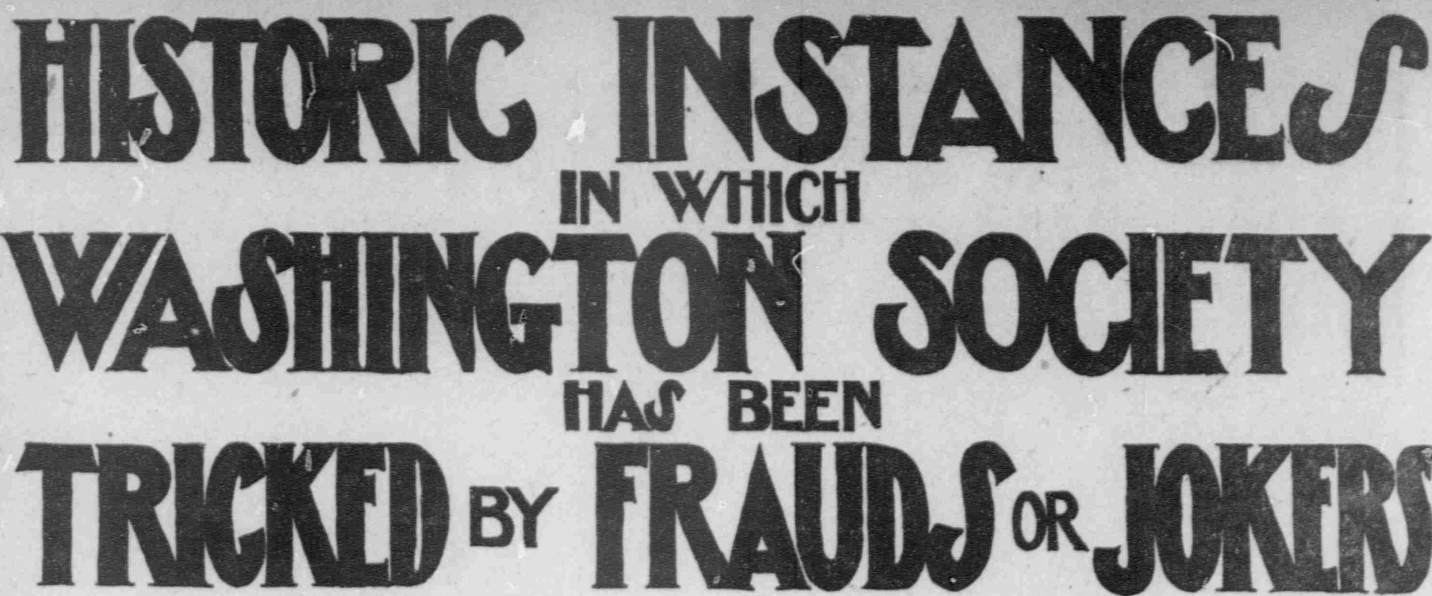 HISTORIC INSTANCES
IN WHICH
WASHINGTON SOCIETY
HAS BEEN
TRICKED BY FRAUDS OR JOKERS